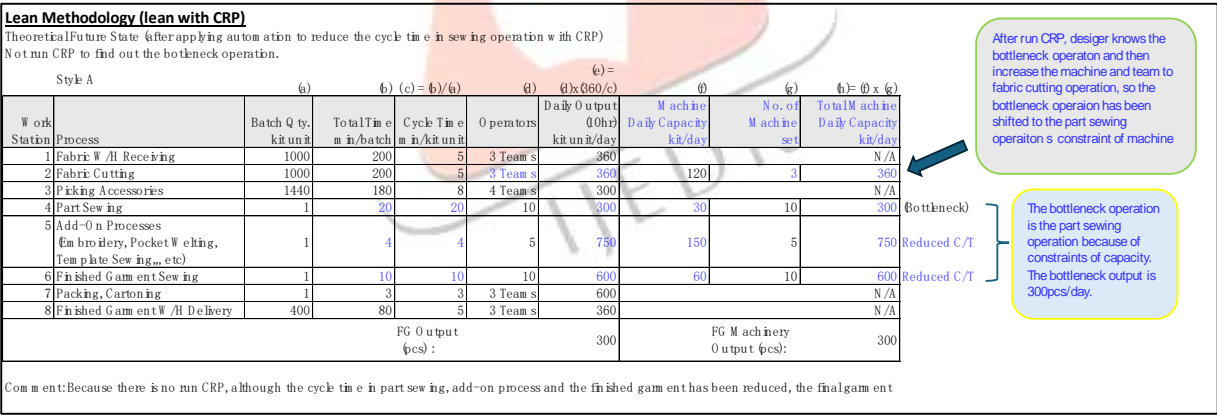 Lean Methodology (lean with CRP)
Theoretical Future State (after applying automation to reduce the cycle time in sewing operation with CRP)
Not run CRP to find out the botleneck operation.
Style A (a) (b) (c) = (b)/(a) (d) (e) = (d)x(360/c) (f) (g) (h)= (f) x (g)
Work Station Process Batch Qty. kit unit Total Time min/batch Cycle Time min/kit unit Operators Daily Output (10hr) kit unit/day Machine Daily Capacity kit/day No. of Machine set Total Machine Daily Capacity kit/day
1 Fabric W/H Receiving 1000 200 5 3 Teams 360 N/A
2 Fabric Cutting 1000 200 5 3 Teams 360 120 3 360
3 Picking Accessories 1440 180 8 4 Teams 300 N/A
4 Part Sewing 1 20 20 10 300 30 10 300 (Bottleneck)
5 Add-On Processes
(Embroidery, Pocket Welting, 1 4 4 5 750 150 5 750 Reduced C/T
Template Sewing,,, etc)
6 Finished Garment Sewing 1 10 10 10 600 60 10 600 Reduced C/T
7 Packing, Cartoning 1 3 3 3 Teams 600 N/A
8 Finished Garment W/H Delivery 400 80 5 3 Teams 360 N/A
FG Output (pcs) : 300 FG Machinery Output (pcs): 300
Comment: Because there is no run CRP, although the cycle time in part sewing, add-on process and the finished garment has been reduced, the final garment
After run CRP, desiger knows the
bottleneck operaton and then
increase the machine and team to
fabric cutting operation, so the
bottleneck operaion has been
shifted to the part sewing
operaiton s constraint of machine
The bottleneck operation
is the part sewing
operation because of
constraints of capacity.
The bottleneck output is
300pcs/day.
IJEDR